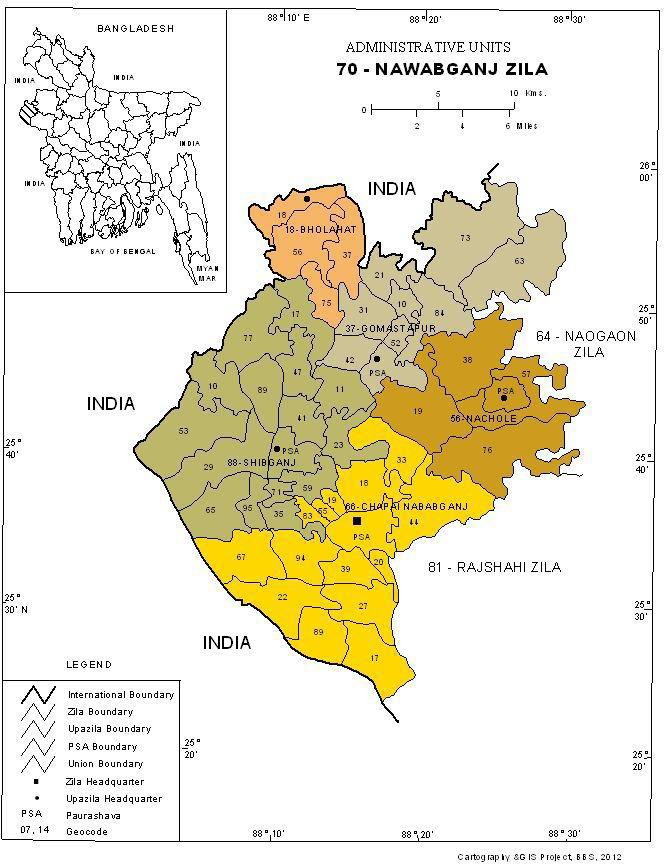 88°10' E
88°20'
88°30'
BANGLADESH
INDIA
INDIA
INDIA
INDIA
BAY OF BENGAL
MYAN
MAR
ADMINISTRATIVE UNITS
70 - NAWABGANJ ZILA
5
10 Kms.
0
2
4
6 Miles
26°
00'
INDIA
18
18-BHOLAHAT
56
37
75
73
63
21
31
10
84
37-GOMASTAPUR
52
42
PSA
25°
50'
64 - NAOGAON
ZILA
17
77
47
10
89
11
41
53
23
PSA
88-SHIBGANJ
29
59
71
65
95
35
38
57
PSA
19
56-NACHOLE
76
INDIA
25°
40'
25°
40'
33
18
19
66-CHAPAI NABABGANJ
55
83
44
PSA
67
94
39
20
22
27
89
17
81 - RAJSHAHI ZILA
25°
30' N
25°
30'
INDIA
LEGEND
International Boundary
Zila Boundary
Upazila Boundary
PSA Boundary
Union Boundary
Zila Headquarter
Upazila Headquarter
PSA Paurashava
07, 14 Geocode
25°
20'
25°
20'
88°10'
88°20'
88°30'
Cartography SGIS Project, BBS, 2012